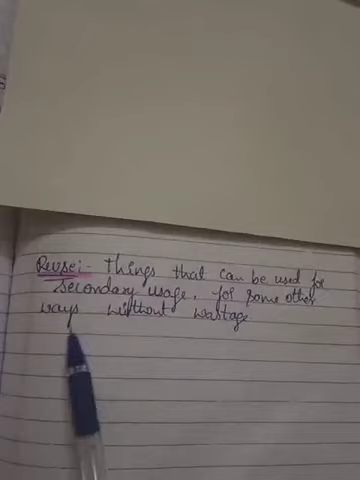 Reuse:- things that can be used for
secondary usage, for some other
ways without wastage